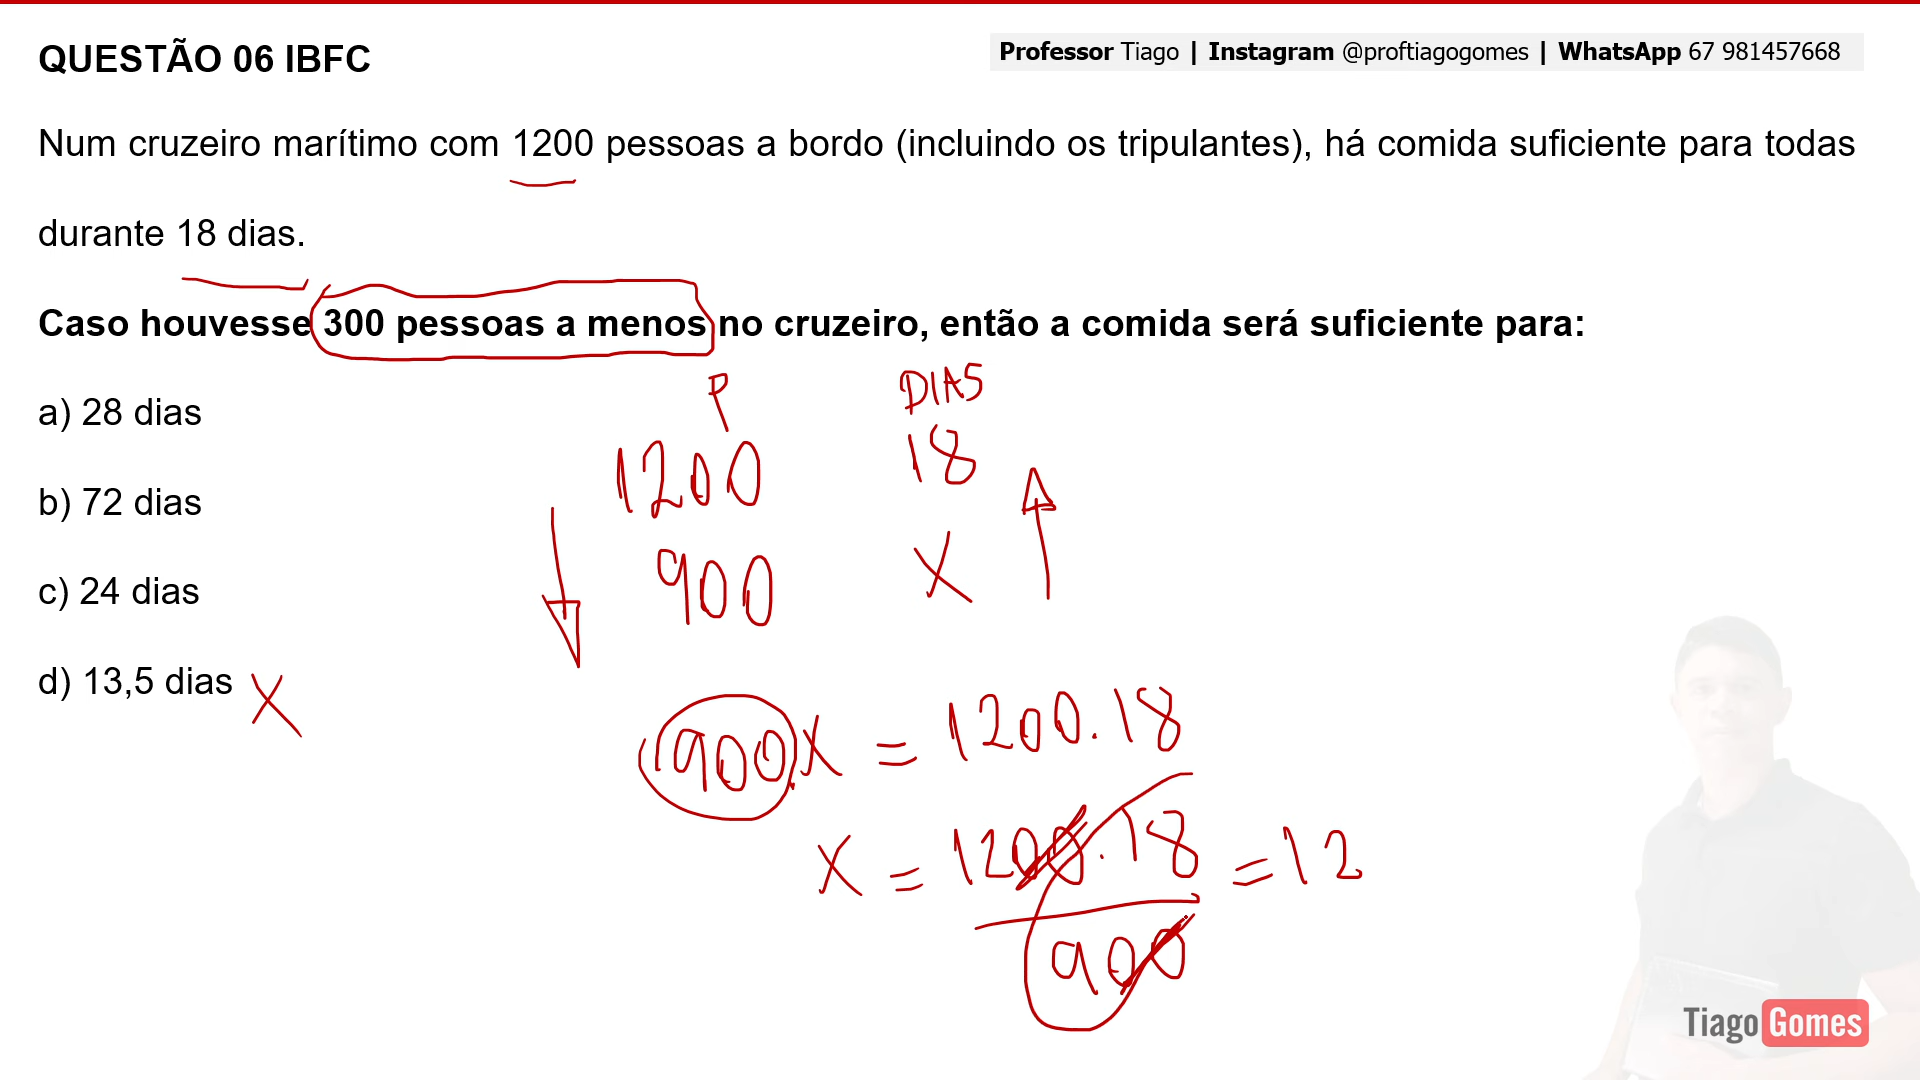 QUESTÃO 06 IBFC
Professor Tiago | Instagram @proftiagogomes | WhatsApp 67 981457668
Num cruzeiro marítimo com 1200 pessoas a bordo (incluindo os tripulantes), há comida suficiente para todas
durante 18 dias.
Caso houvesse 300 pessoas a menos no cruzeiro, então a comida será suficiente para:
a) 28 dias
b) 72 dias
c) 24 dias
d) 13,5 dias X
P DIAS
1200 18
900 X
900.X = 1200.18
X = 1200.18 = 12
900
Tiago Gomes